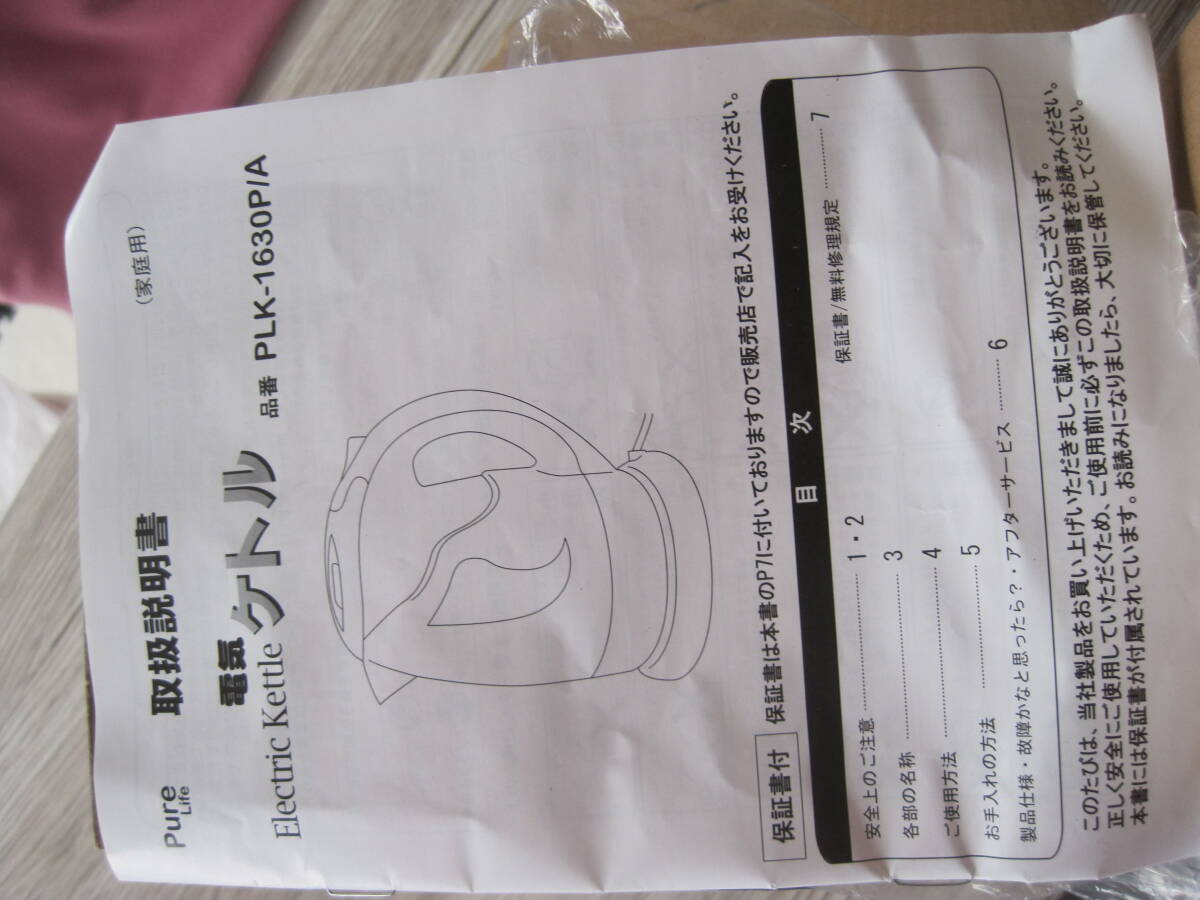 Pure
Life
取扱説明書
(家庭用)
電気
ケトル
Electric Kettle
品番 PLK-1630P/A
保証書付
保証書は本書のP7に付いておりますので販売店で記入をお受けください。
目 次
安全上のご注意 1・2
各部の名称 3
ご使用方法 4
お手入れの方法 5
製品仕様・故障かなと思ったら?・アフターサービス 6
保証書/無料修理規定 7
このたびは、当社製品をお買い上げいただきまして誠にありがとうございます。
正しく安全にご使用していただくため、ご使用前に必ずこの取扱説明書をお読みください。
本書には保証書が付属されています。お読みになりましたら、大切に保管してください。